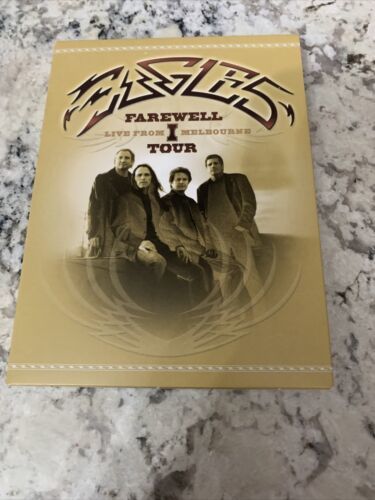 EAGLES
FAREWELL
LIVE FROM I MELBOURNE
TOUR